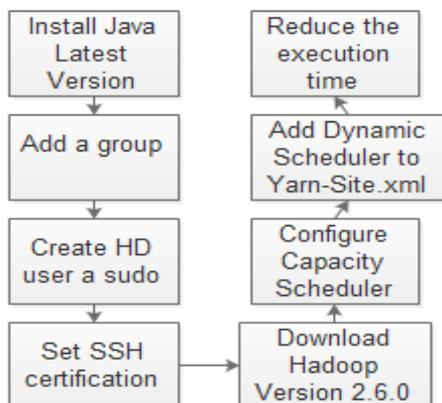 Install Java
Latest
Version
Add a group
Create HD
user a sudo
Set SSH
certification
Download
Hadoop
Version 2.6.0
Configure
Capacity
Scheduler
Add Dynamic
Scheduler to
Yarn-Site.xml
Reduce the
execution
time